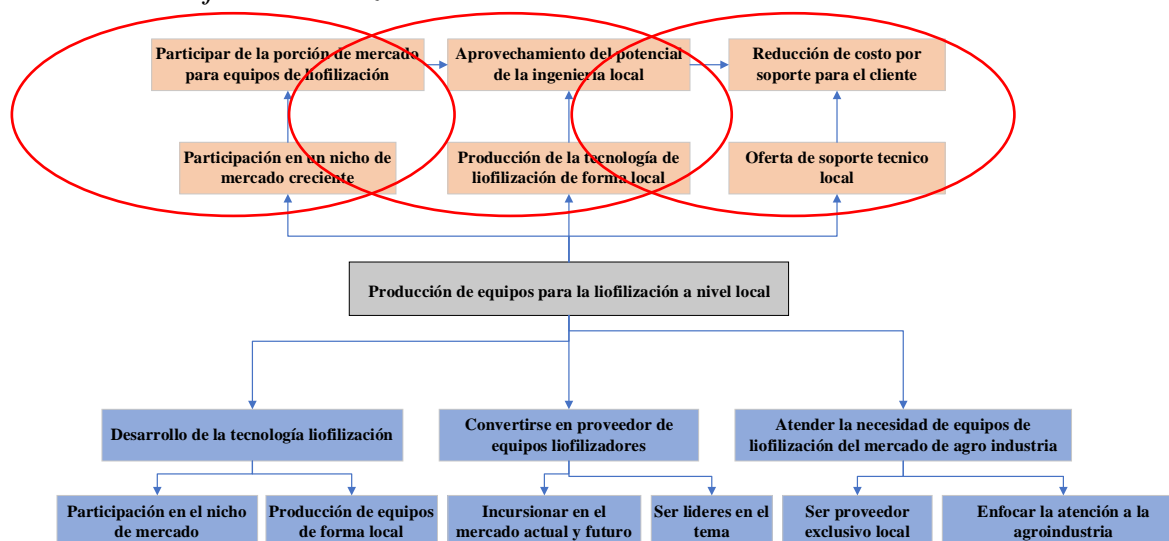 Participar de la porción de mercado
para equipos de liofilización
Aprovechamiento del potencial
de la ingeniería local
Reducción de costo por
soporte para el cliente
Participación en un nicho de
mercado creciente
Producción de la tecnología de
liofilización de forma local
Oferta de soporte tecnico
local
Producción de equipos para la liofilización a nivel local
Desarrollo de la tecnología liofilización
Convertirse en proveedor de
equipos liofilizadores
Atender la necesidad de equipos de
liofilización del mercado de agro industria
Participación en el nicho
de mercado
Producción de equipos
de forma local
Incursionar en el
mercado actual y futuro
Ser lideres en el
tema
Ser proveedor
exclusivo local
Enfocar la atención a la
agroindustria